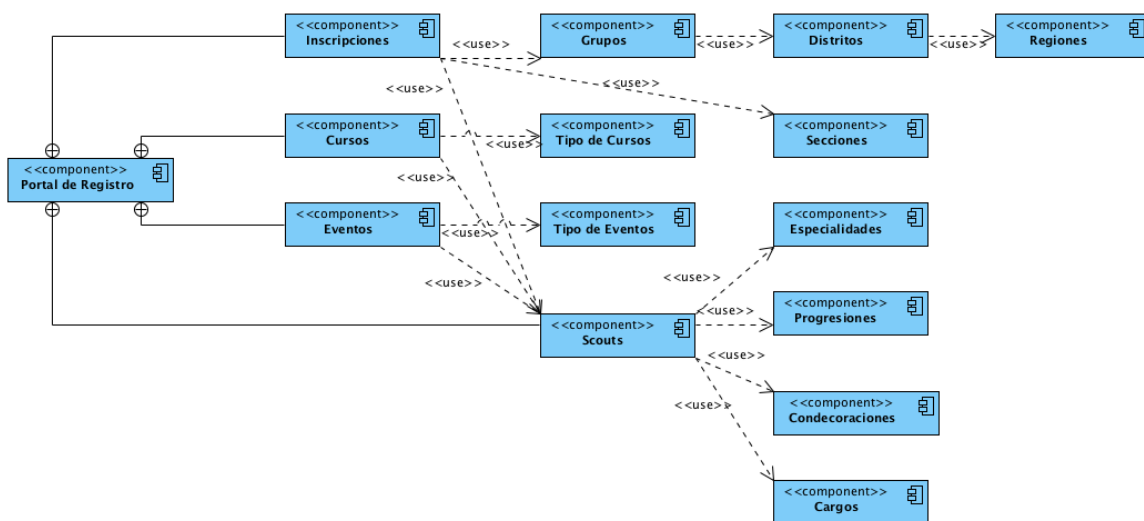 <<component>>
Inscripciones
<<use>>
<<component>>
Grupos
<<use>>
<<component>>
Distritos
<<use>>
<<component>>
Regiones
<<use>>
<<use>>
<<component>>
Cursos
<<use>>
<<component>>
Tipo de Cursos
<<component>>
Secciones
<<component>>
Portal de Registro
<<use>>
<<component>>
Eventos
<<use>>
<<component>>
Tipo de Eventos
<<component>>
Especialidades
<<use>>
<<use>>
<<component>>
Scouts
<<use>>
<<component>>
Progresiones
<<use>>
<<use>>
<<component>>
Condecoraciones
<<component>>
Cargos